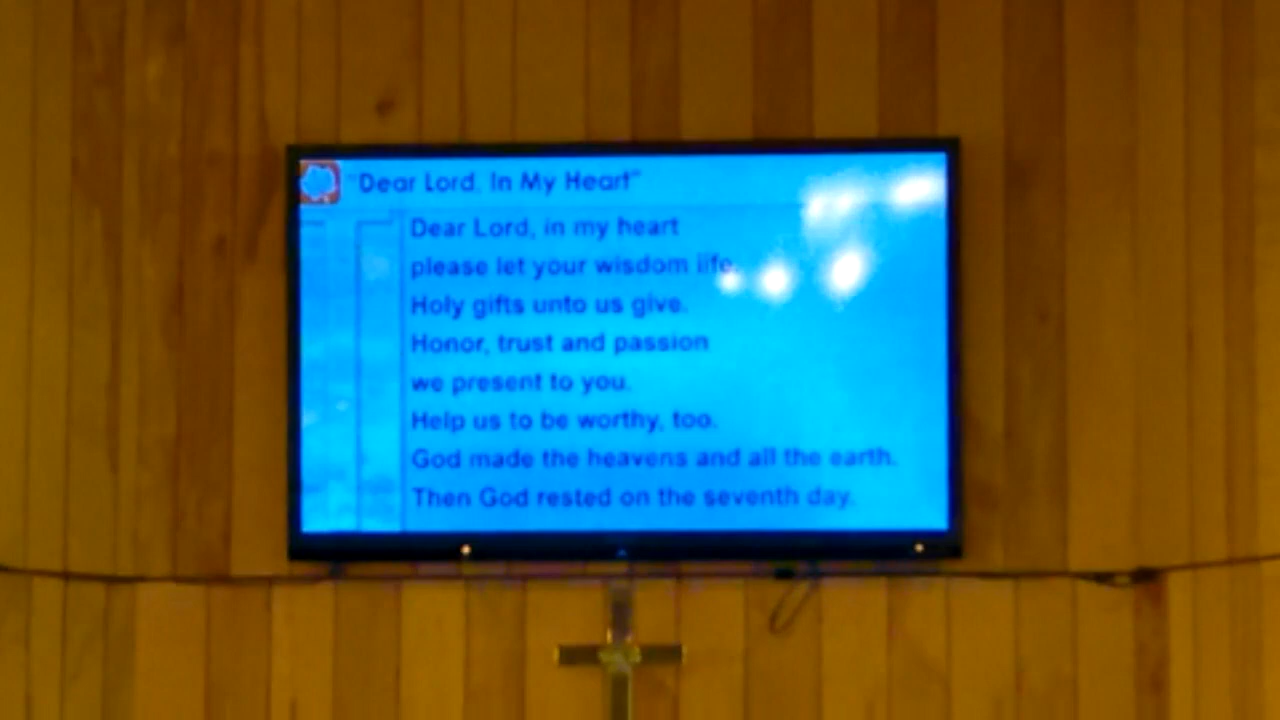 "Dear Lord, In My Heart"
Dear Lord, in my heart
please let your wisdom life.
Holy gifts unto us give.
Honor, trust and passion
we present to you.
Help us to be worthy, too.
God made the heavens and all the earth.
Then God rested on the seventh day.